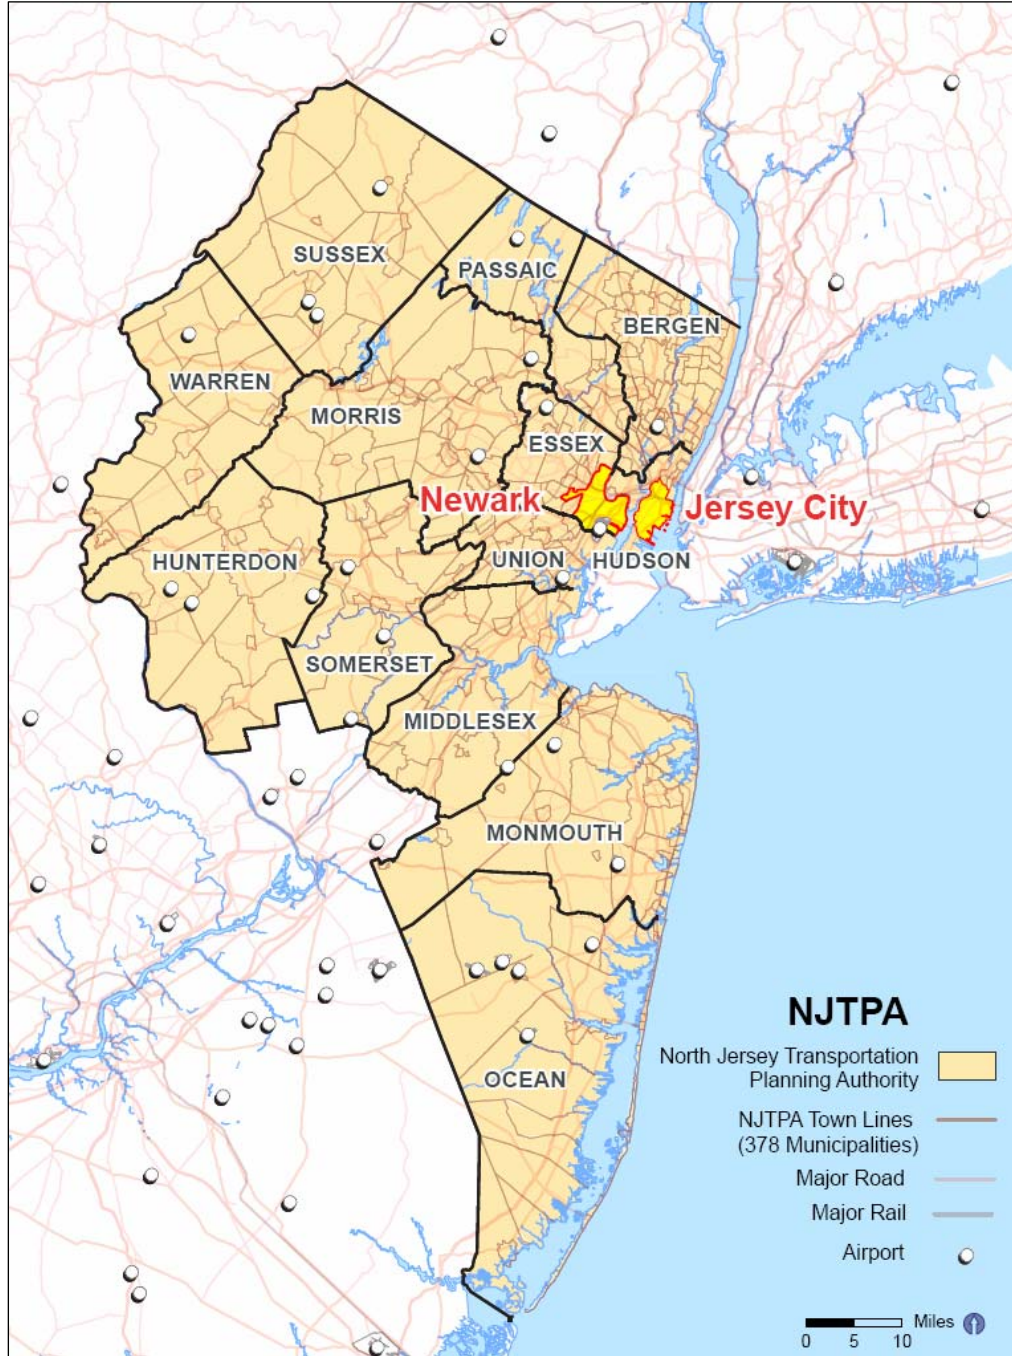 SUSSEX
PASSAIC
BERGEN
WARREN
MORRIS
ESSEX
Newark
Jersey City
HUNTERDON
UNION
HUDSON
SOMERSET
MIDDLESEX
MONMOUTH
OCEAN
NJTPA
North Jersey Transportation
Planning Authority
NJTPA Town Lines
(378 Municipalities)
Major Road
Major Rail
Airport
Miles
0 5 10